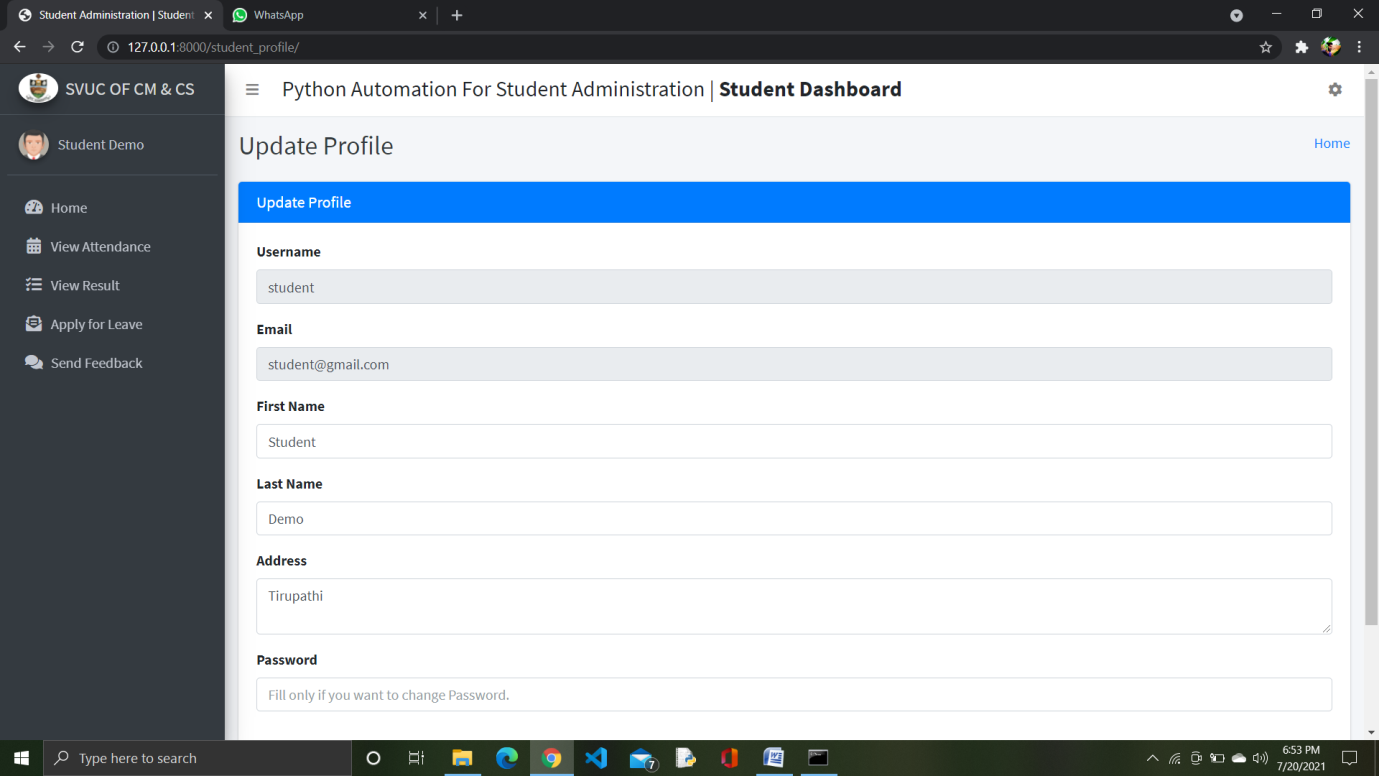 Student Administration | Student
WhatsApp
127.0.0.1:8000/student_profile/
SVUC OF CM & CS
Python Automation For Student Administration | Student Dashboard
Student Demo
Update Profile
Home
Home
View Attendance
View Result
Apply for Leave
Send Feedback
Update Profile
Username
student
Email
student@gmail.com
First Name
Student
Last Name
Demo
Address
Tirupathi
Password
Fill only if you want to change Password.
Type here to search
7
6:53 PM
7/20/2021